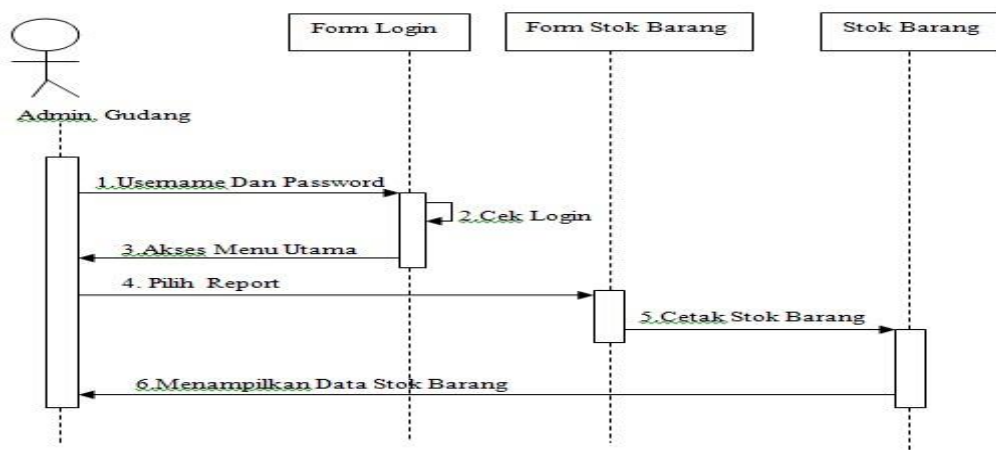 Form Login
Form Stok Barang
Stok Barang
Admin Gudang
1.Username Dan Password
2.Cek Login
3.Akses Menu Utama
4. Pilih Report
5.Cetak Stok Barang
6.Menampilkan Data Stok Barang